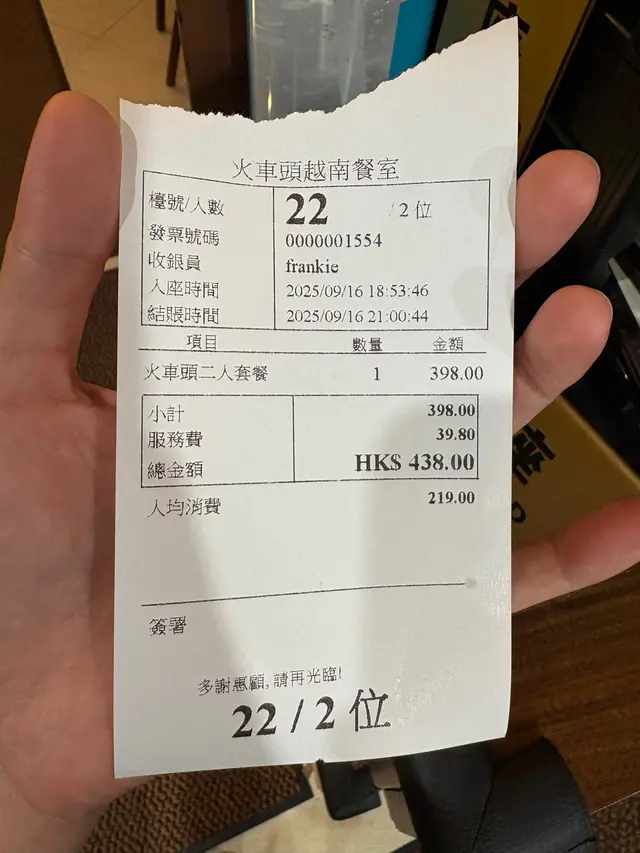 火車頭越南餐室
檯號/人數 22 / 2 位
發票號碼 0000001554
收銀員 frankie
入座時間 2025/09/16 18:53:46
結賬時間 2025/09/16 21:00:44
項目 數量 金額
火車頭二人套餐 1 398.00
小計 398.00
服務費 39.80
總金額 HK$ 438.00
人均消費 219.00
簽署
多謝惠顧, 請再光臨!
22 / 2 位
座